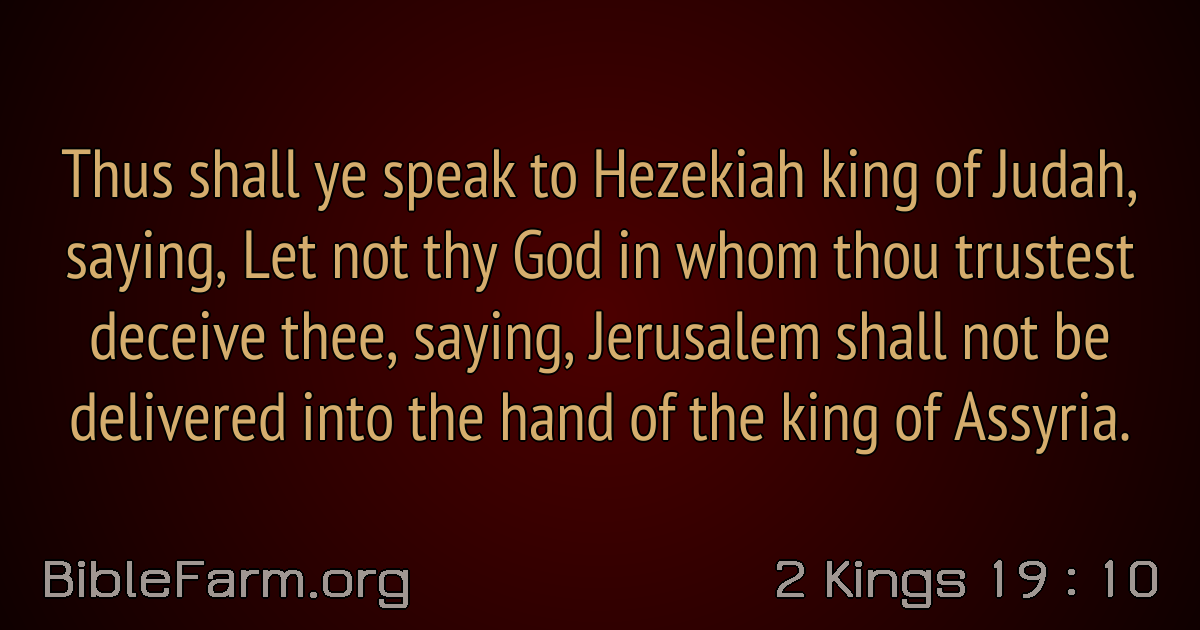 Thus shall ye speak to Hezekiah king of Judah,
saying, Let not thy God in whom thou trustest
deceive thee, saying, Jerusalem shall not be
delivered into the hand of the king of Assyria.
BibleFarm.org
2 Kings 19 : 10